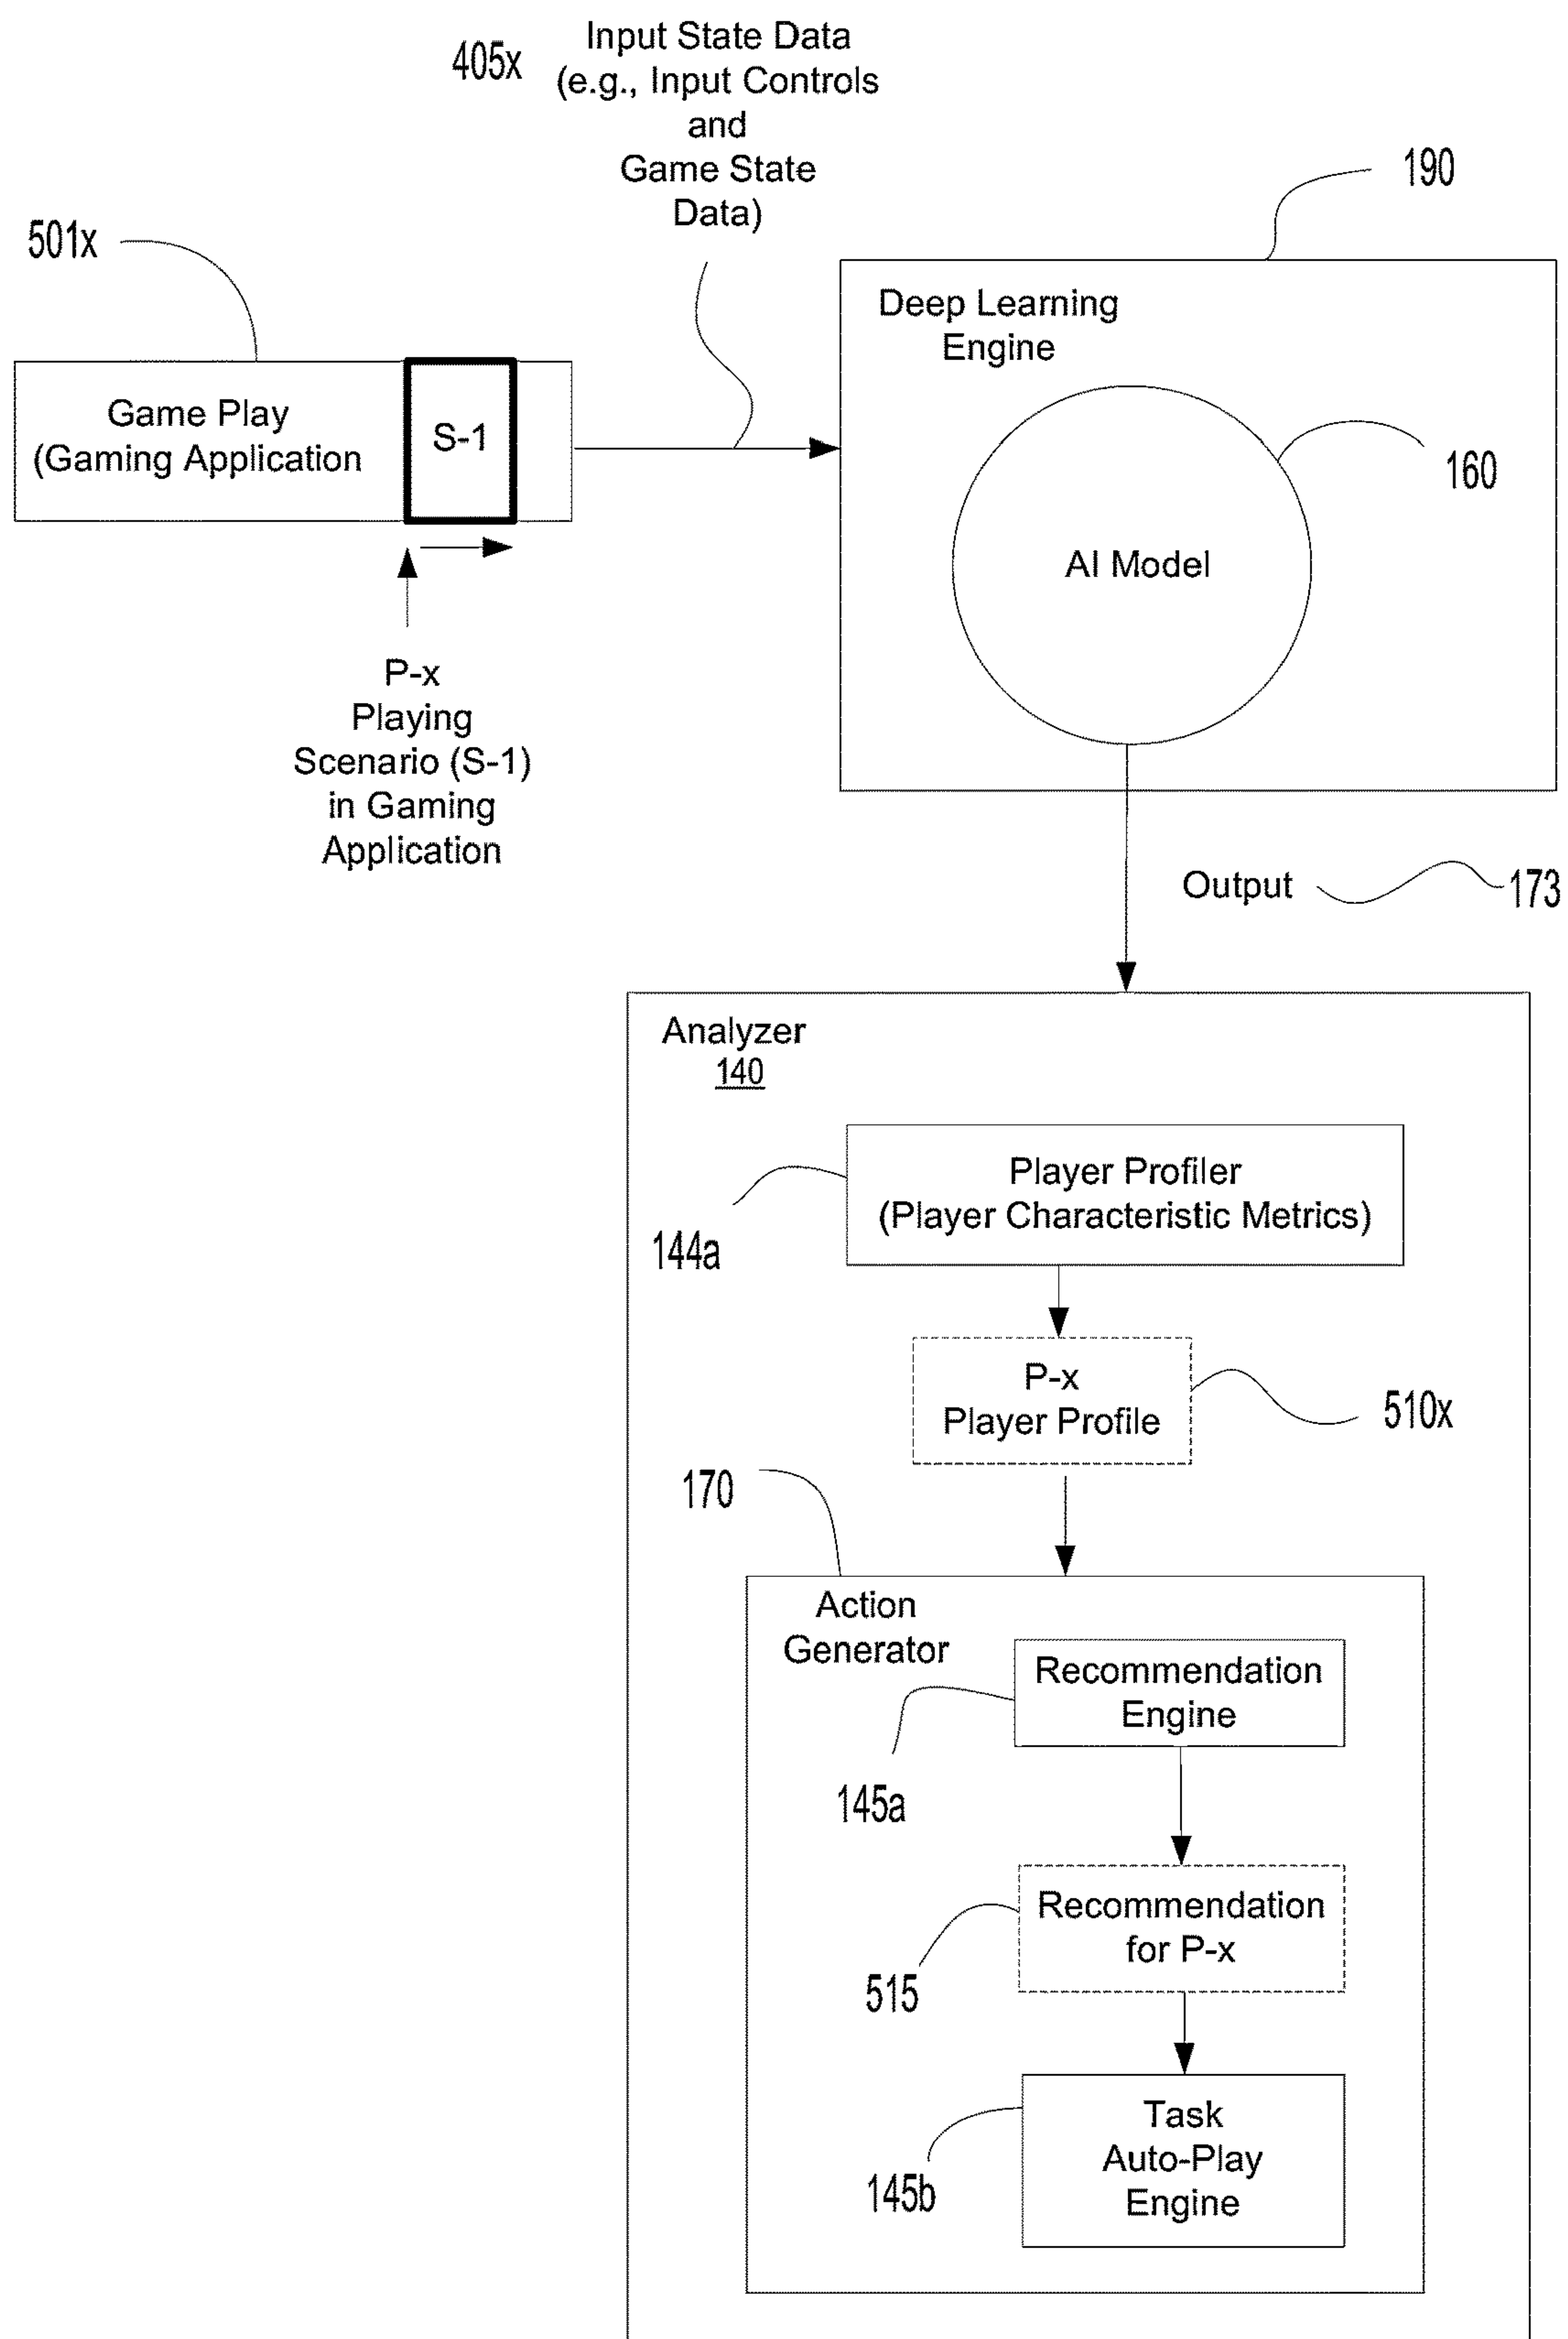 405x
Input State Data
(e.g., Input Controls
and
Game State
Data)
190
501x
Deep Learning
Engine
Game Play
(Gaming Application
S-1
160
AI Model
P-x
Playing
Scenario (S-1)
in Gaming
Application
Output
173
Analyzer
140
Player Profiler
(Player Characteristic Metrics)
144a
P-x
Player Profile
510x
170
Action
Generator
Recommendation
Engine
145a
Recommendation
for P-x
515
Task
Auto-Play
Engine
145b